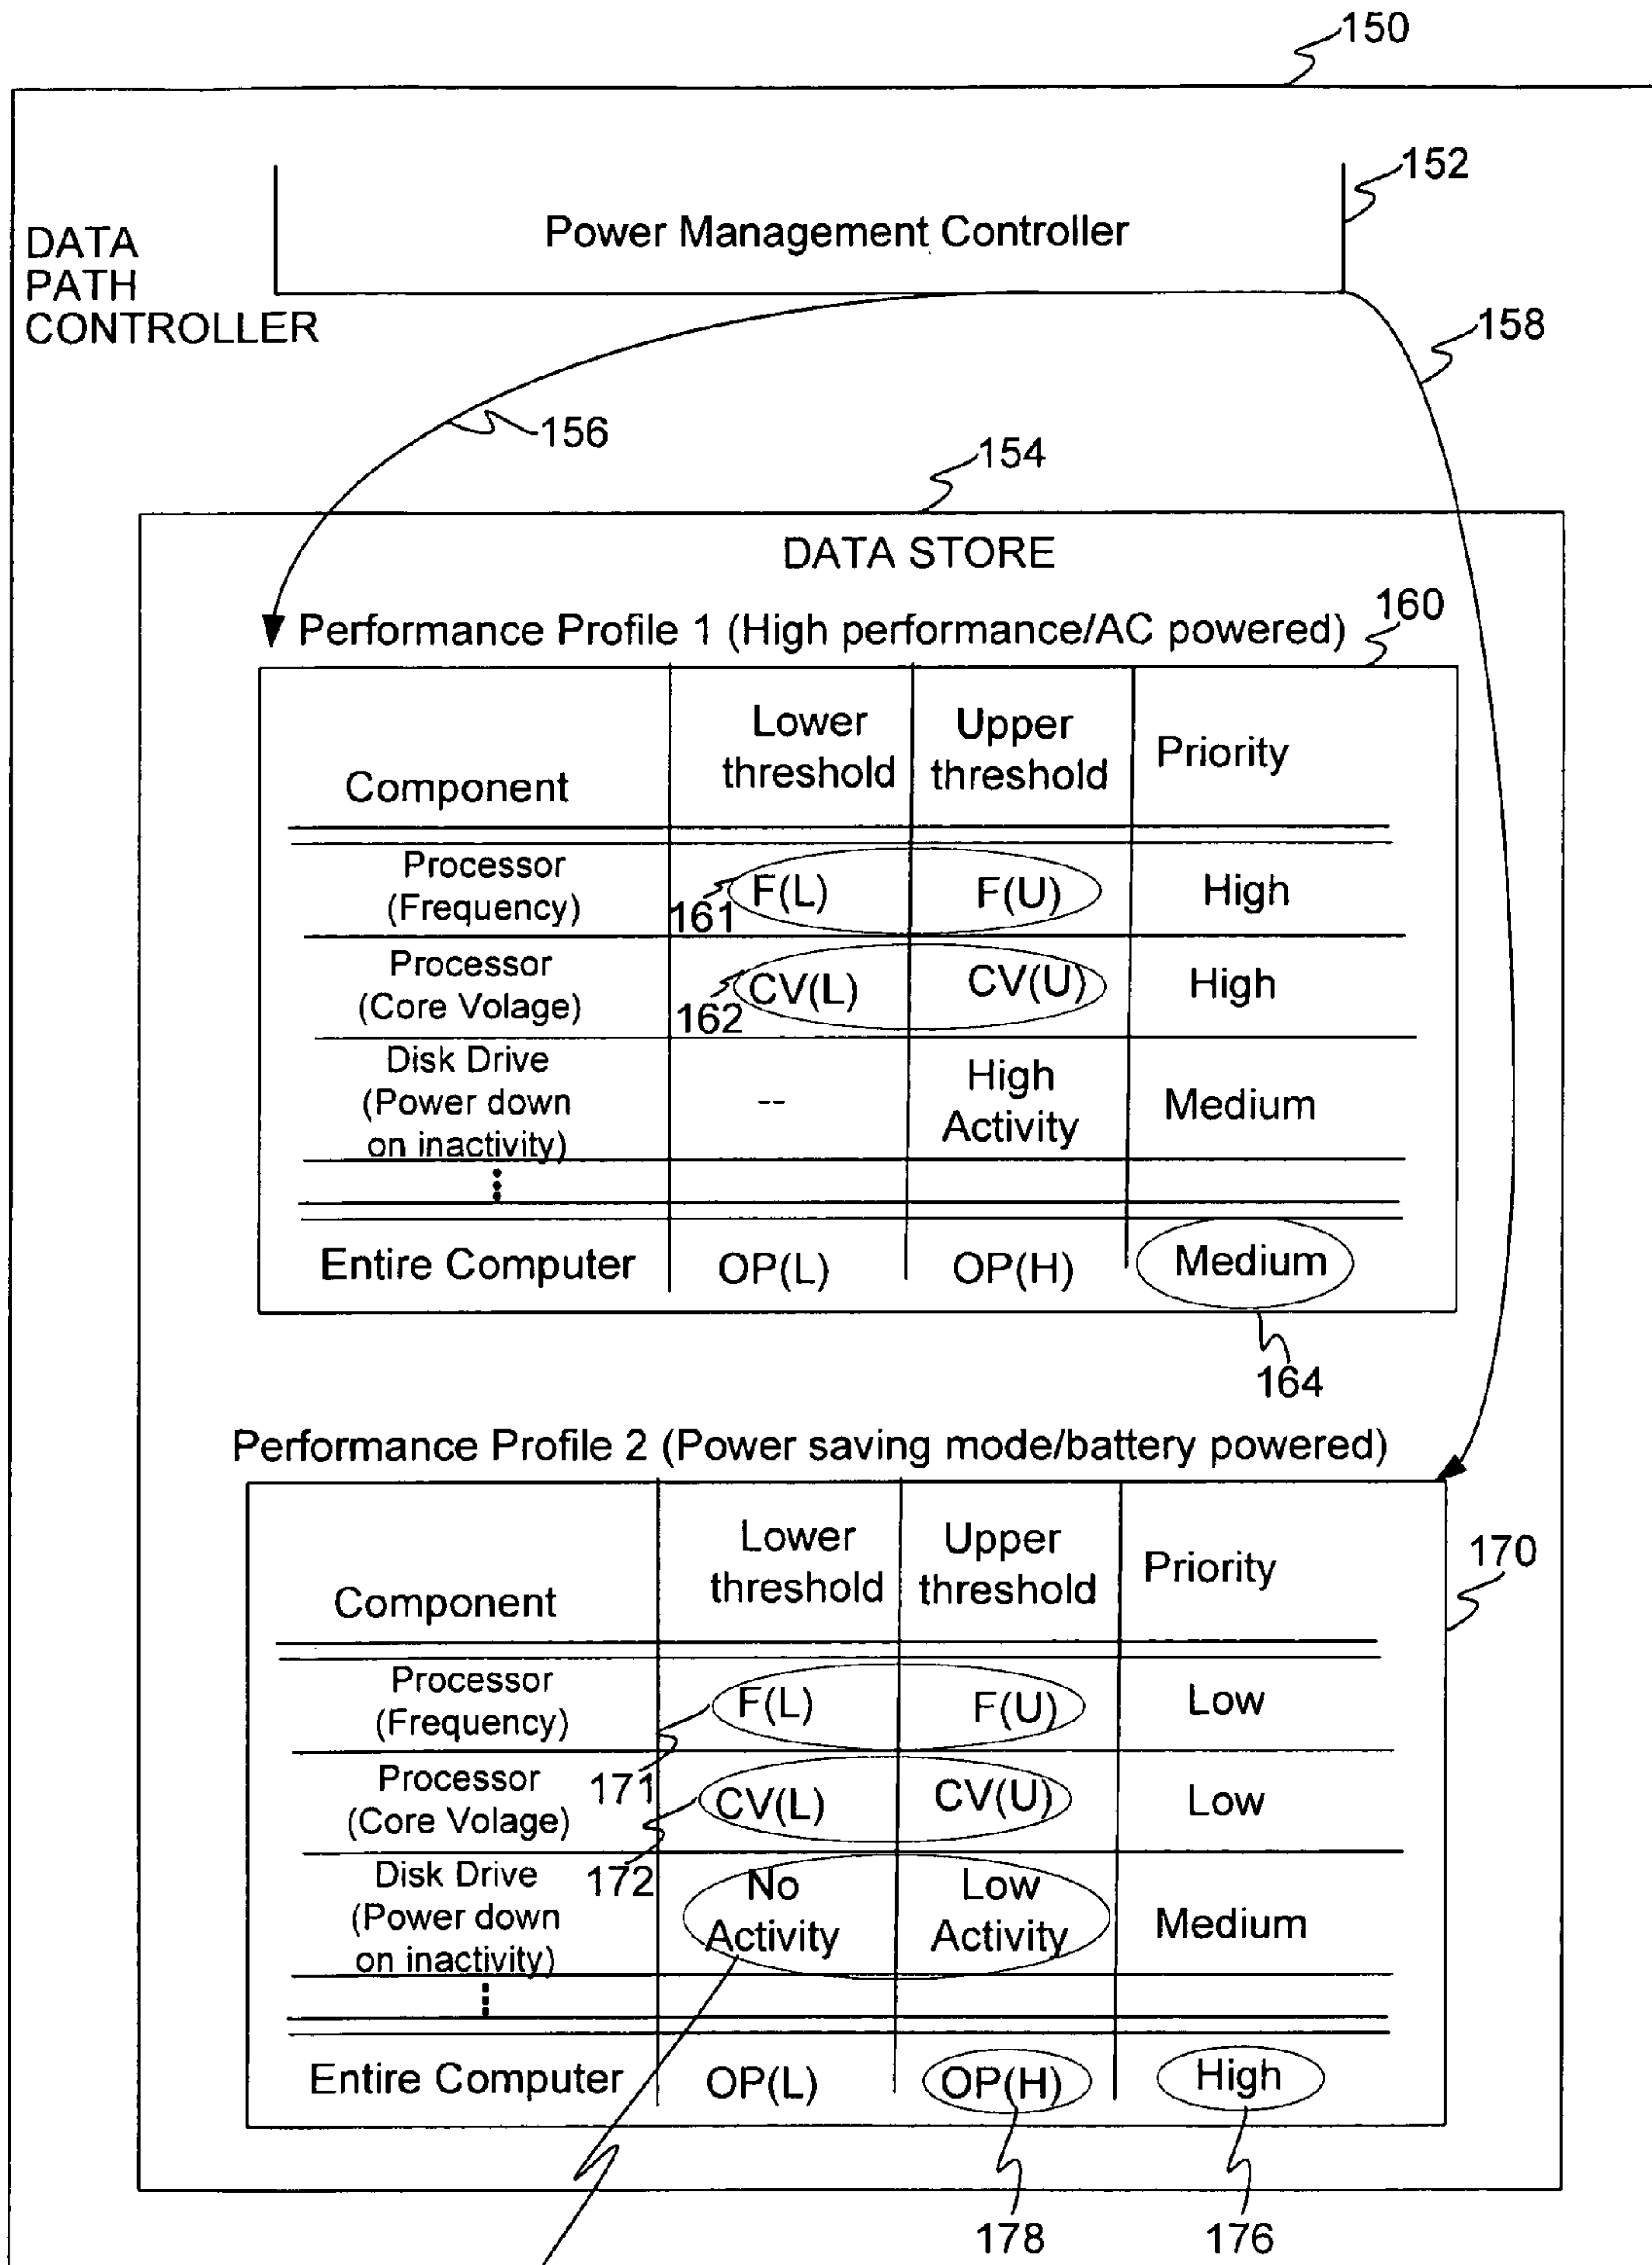 150
152
Power Management Controller
DATA
PATH
CONTROLLER
158
156
154
DATA STORE
Performance Profile 1 (High performance/AC powered)
160
Component
Lower
threshold
Upper
threshold
Priority
Processor
(Frequency)
161
F(L)
F(U)
High
Processor
(Core Volage)
162
CV(L)
CV(U)
High
Disk Drive
(Power down
on inactivity)
--
High
Activity
Medium
Entire Computer
OP(L)
OP(H)
Medium
164
Performance Profile 2 (Power saving mode/battery powered)
170
Component
Lower
threshold
Upper
threshold
Priority
Processor
(Frequency)
171
F(L)
F(U)
Low
Processor
(Core Volage)
172
CV(L)
CV(U)
Low
Disk Drive
(Power down
on inactivity)
No
Activity
Low
Activity
Medium
Entire Computer
OP(L)
OP(H)
High
178
176